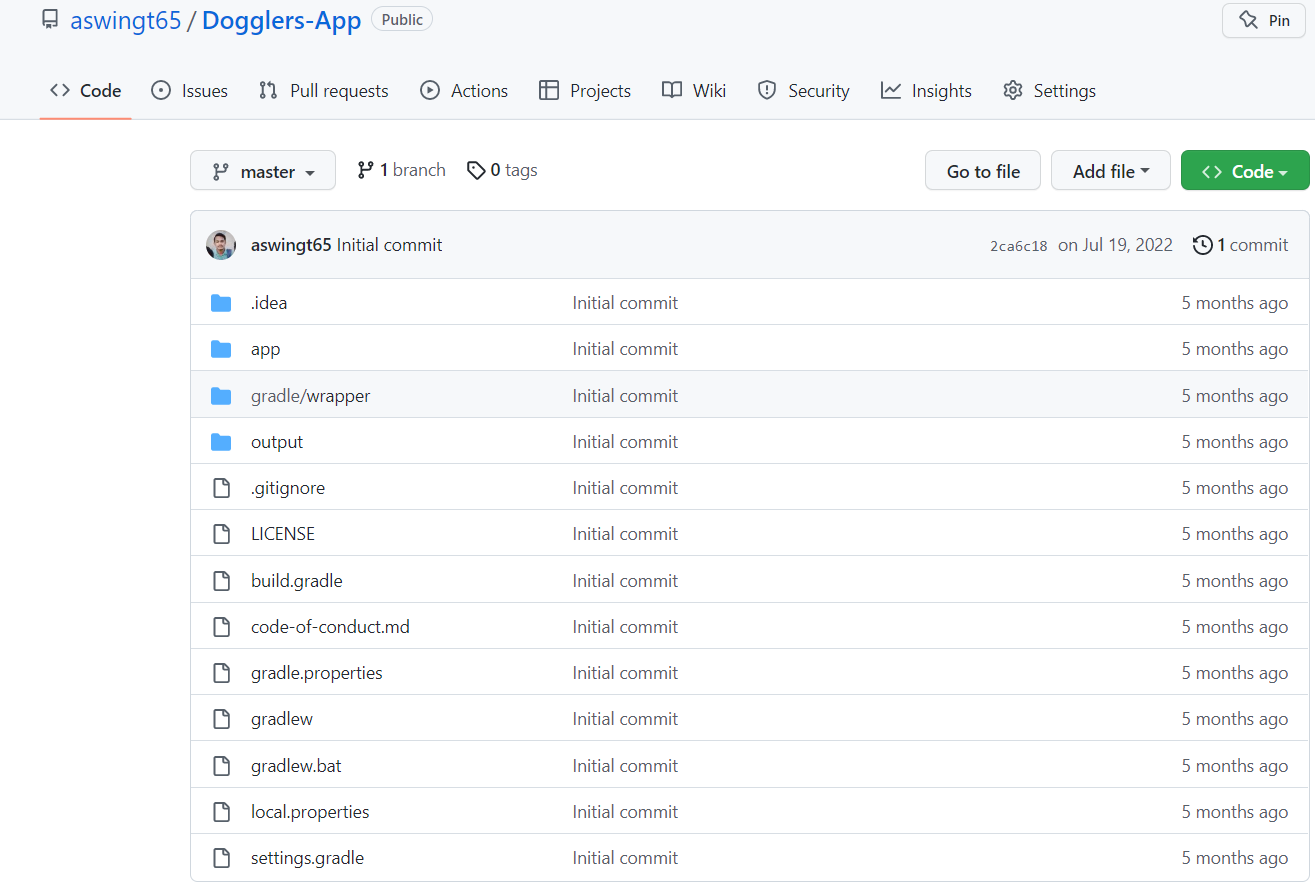 aswingt65 / Dogglers-App Public Pin
Code Issues Pull requests Actions Projects Wiki Security Insights Settings
master 1 branch 0 tags Go to file Add file Code
aswingt65 Initial commit 2ca6c18 on Jul 19, 2022 1 commit
.idea Initial commit 5 months ago
app Initial commit 5 months ago
gradle/wrapper Initial commit 5 months ago
output Initial commit 5 months ago
.gitignore Initial commit 5 months ago
LICENSE Initial commit 5 months ago
build.gradle Initial commit 5 months ago
code-of-conduct.md Initial commit 5 months ago
gradle.properties Initial commit 5 months ago
gradlew Initial commit 5 months ago
gradlew.bat Initial commit 5 months ago
local.properties Initial commit 5 months ago
settings.gradle Initial commit 5 months ago